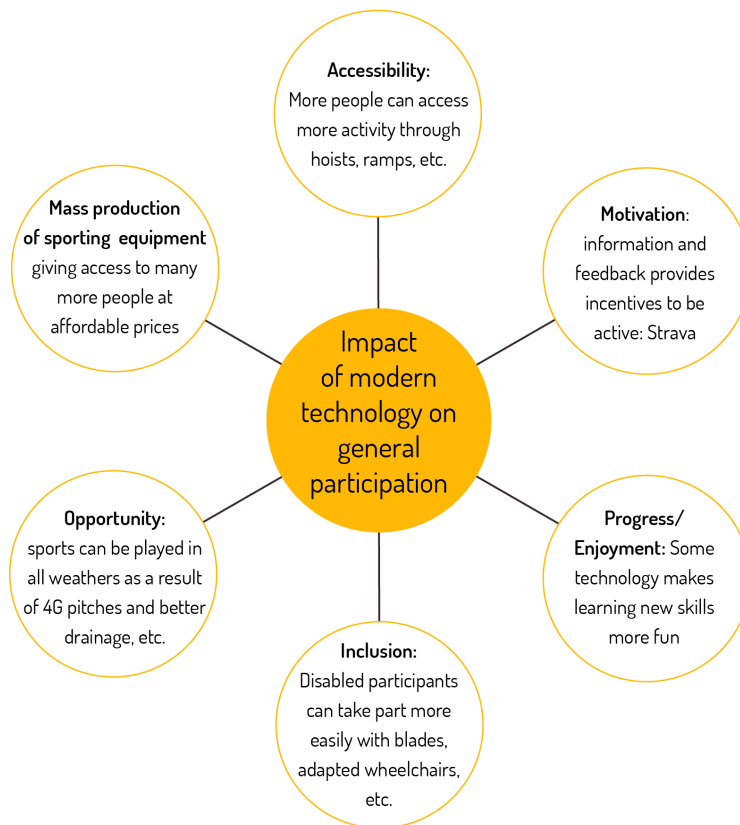 Accessibility:
More people can access
more activity through
hoists, ramps, etc.
Mass production
of sporting equipment
giving access to many
more people at
affordable prices
Motivation:
information and
feedback provides
incentives to be
active: Strava
Impact
of modern
technology on
general
participation
Opportunity:
sports can be played in
all weathers as a result
of 4G pitches and better
drainage, etc.
Progress/
Enjoyment: Some
technology makes
learning new skills
more fun
Inclusion:
Disabled participants
can take part more
easily with blades,
adapted wheelchairs,
etc.